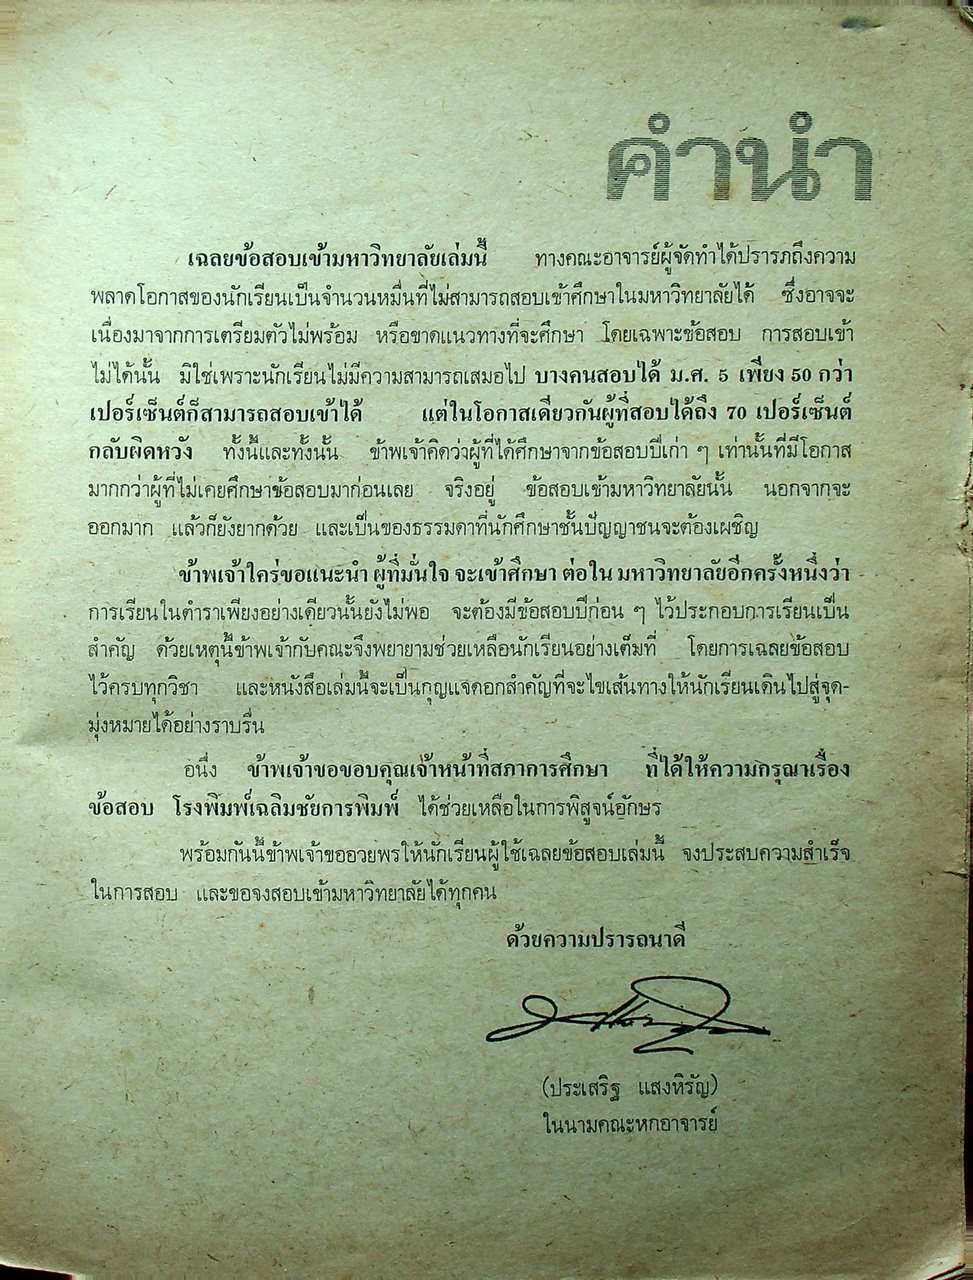 คำนำ
เฉลยข้อสอบเข้ามหาวิทยาลัยเล่มนี้ ทางคณะอาจารย์ผู้จัดทำได้ปรารภถึงความ
พลาดโอกาสของนักเรียนเป็นจำนวนหมื่นที่ไม่สามารถสอบเข้าศึกษาในมหาวิทยาลัยได้ ซึ่งอาจจะ
เนื่องมาจากการเตรียมตัวไม่พร้อม หรือขาดแนวทางที่จะศึกษา โดยเฉพาะข้อสอบ การสอบเข้า
ไม่ได้นั้น มิใช่เพราะนักเรียนไม่มีความสามารถเสมอไป บางคนสอบได้ ม.ศ. 5 เพียง 50 กว่า
เปอร์เซ็นต์ก็สามารถสอบเข้าได้ แต่ในโอกาสเดียวกันผู้ที่สอบได้ถึง 70 เปอร์เซ็นต์
กลับผิดหวัง ทั้งนี้และทั้งนั้น ข้าพเจ้าคิดว่าผู้ที่ได้ศึกษาจากข้อสอบปีเก่า ๆ เท่านั้นที่มีโอกาส
มากกว่าผู้ที่ไม่เคยศึกษาข้อสอบมาก่อนเลย จริงอยู่ ข้อสอบเข้ามหาวิทยาลัยนั้น นอกจากจะ
ออกมาก แล้วก็ยังยากด้วย และเป็นของธรรมดาที่นักศึกษาชั้นปัญญาชนจะต้องเผชิญ
ข้าพเจ้าใคร่ขอแนะนำ ผู้ที่มั่นใจ จะเข้าศึกษา ต่อใน มหาวิทยาลัยอีกครั้งหนึ่งว่า
การเรียนในตำราเพียงอย่างเดียวนั้นยังไม่พอ จะต้องมีข้อสอบปีก่อน ๆ ไว้ประกอบการเรียนเป็น
สำคัญ ด้วยเหตุนี้ข้าพเจ้ากับคณะจึงพยายามช่วยเหลือนักเรียนอย่างเต็มที่ โดยการเฉลยข้อสอบ
ไว้ครบทุกวิชา และหนังสือเล่มนี้จะเป็นกุญแจดอกสำคัญที่จะไขเส้นทางให้นักเรียนเดินไปสู่จุด-
มุ่งหมายได้อย่างราบรื่น
อนึ่ง ข้าพเจ้าขอขอบคุณเจ้าหน้าที่สภาการศึกษา ที่ได้ให้ความกรุณาเรื่อง
ข้อสอบ โรงพิมพ์เฉลิมชัยการพิมพ์ ได้ช่วยเหลือในการพิสูจน์อักษร
พร้อมกันนี้ข้าพเจ้าขออวยพรให้นักเรียนผู้ใช้เฉลยข้อสอบเล่มนี้ จงประสบความสำเร็จ
ในการสอบ และขอจงสอบเข้ามหาวิทยาลัยได้ทุกคน
ด้วยความปรารถนาดี
(ประเสริฐ แสงหิรัญ)
ในนามคณะหกอาจารย์